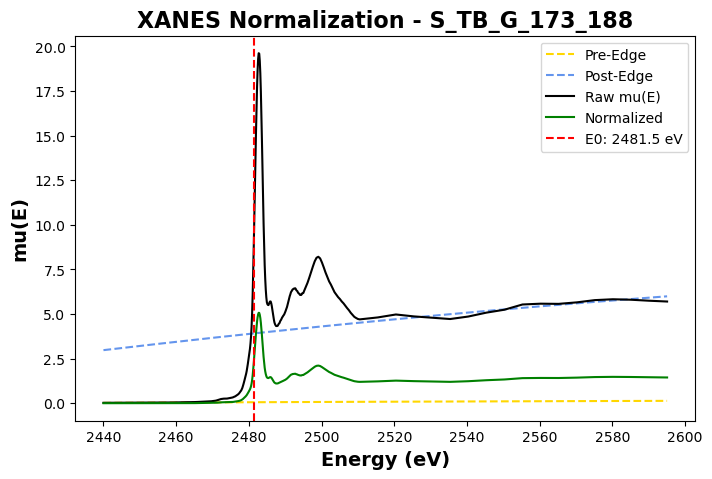 XANES Normalization - S_TB_G_173_188
mu(E)
20.0
17.5
15.0
12.5
10.0
7.5
5.0
2.5
0.0
Pre-Edge
Post-Edge
Raw mu(E)
Normalized
E0: 2481.5 eV
2440 2460 2480 2500 2520 2540 2560 2580 2600
Energy (eV)